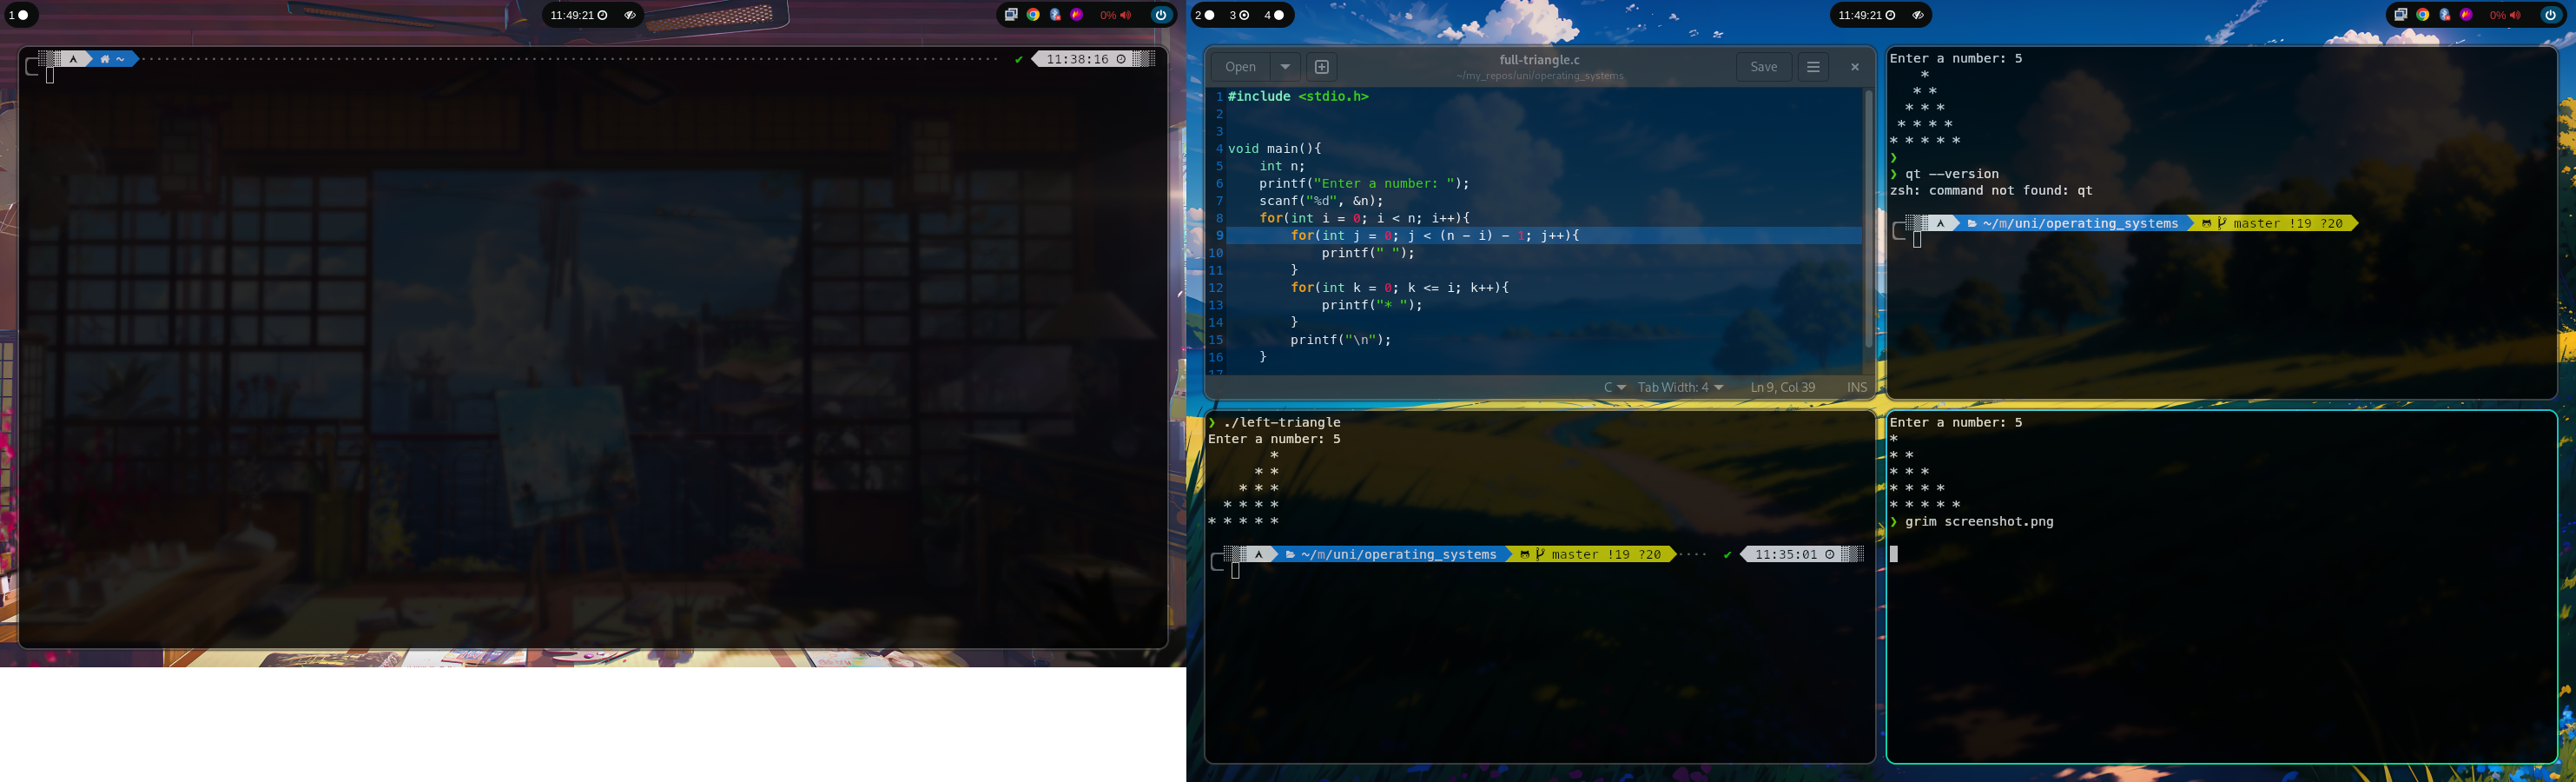 1
11:49:21
0%
~
11:38:16
2 3 4
11:49:21
0%
Open
full-triangle.c
~/my_repos/uni/operating_systems
Save
1 #include <stdio.h>
2
3
4 void main(){
5     int n;
6     printf("Enter a number: ");
7     scanf("%d", &n);
8     for(int i = 0; i < n; i++){
9         for(int j = 0; j < (n - i) - 1; j++){
10             printf(" ");
11         }
12         for(int k = 0; k <= i; k++){
13             printf("* ");
14         }
15         printf("\n");
16     }
17
C Tab Width: 4 Ln 9, Col 39 INS
Enter a number: 5
    *
   * *
  * * *
 * * * *
* * * * *
❯
❯ qt --version
zsh: command not found: qt
~/m/uni/operating_systems master !19 ?20
❯ ./left-triangle
Enter a number: 5
        *
      * *
    * * *
  * * * *
* * * * *
~/m/uni/operating_systems master !19 ?20 11:35:01
Enter a number: 5
*
* *
* * *
* * * *
* * * * *
❯ grim screenshot.png